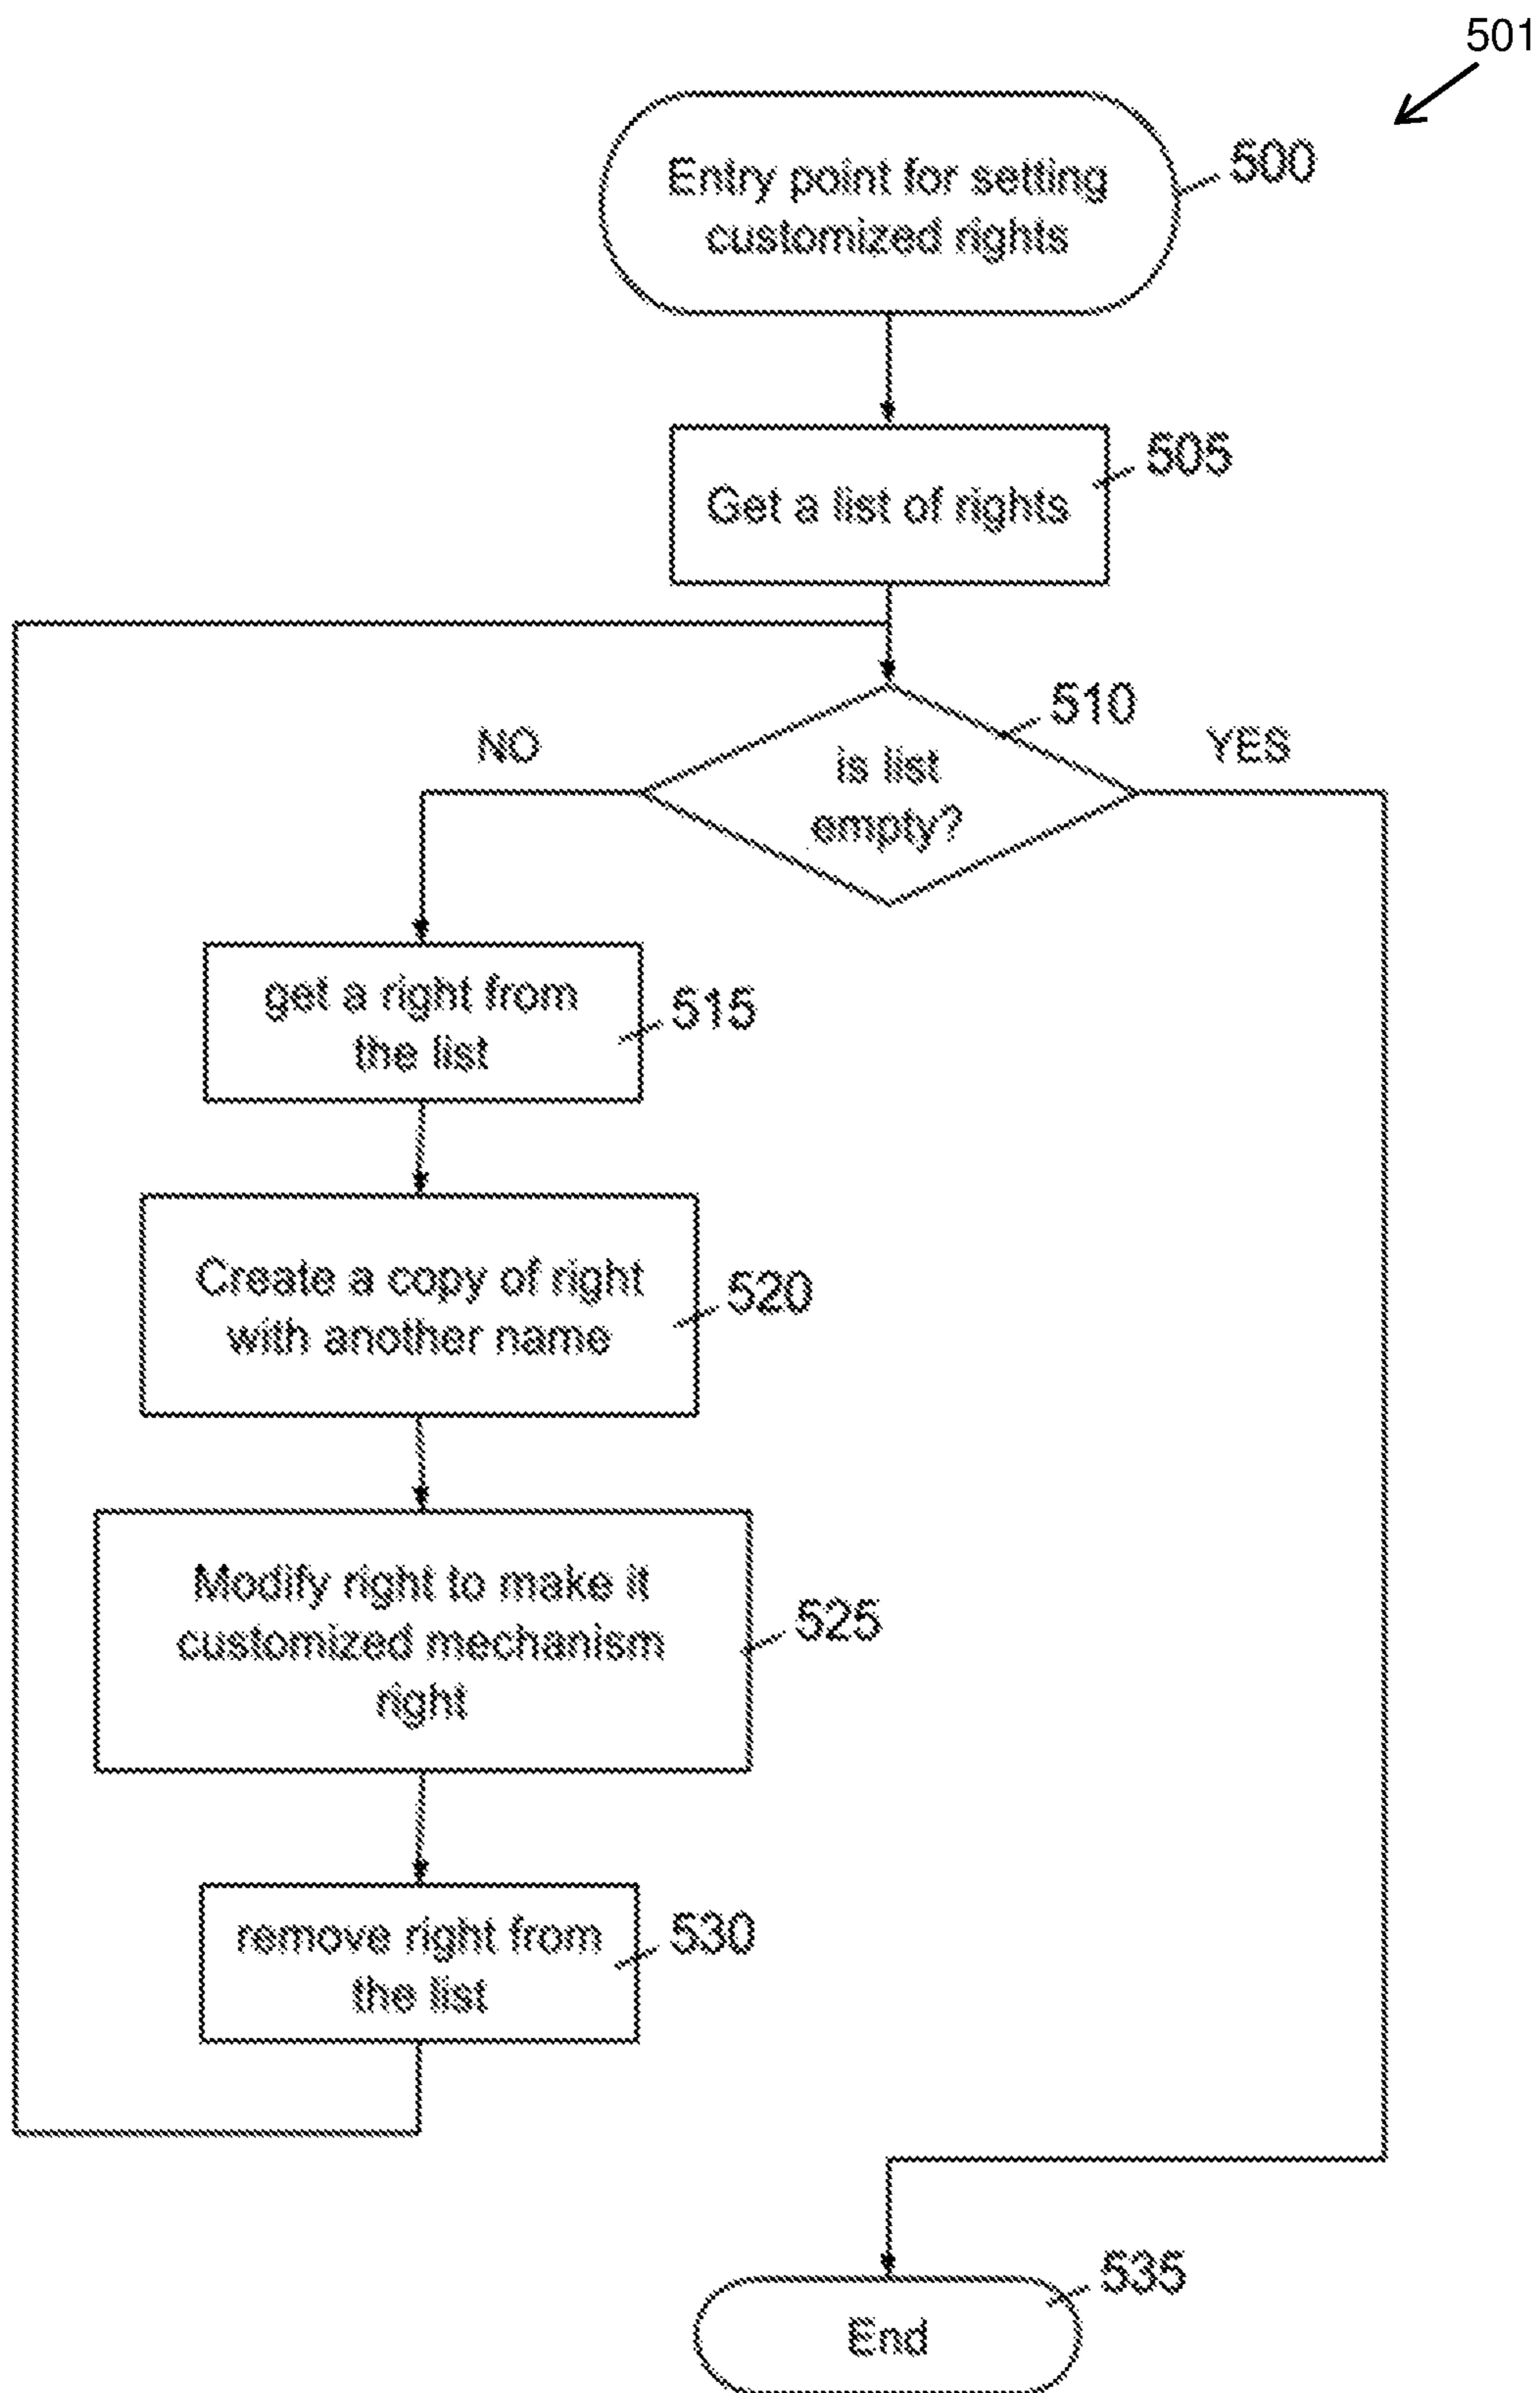 501
Entry point for setting
customized rights
500
Get a list of rights
505
is list
empty?
510
NO
YES
get a right from
the list
515
Create a copy of right
with another name
520
Modify right to make it
customized mechanism
right
525
remove right from
the list
530
End
535